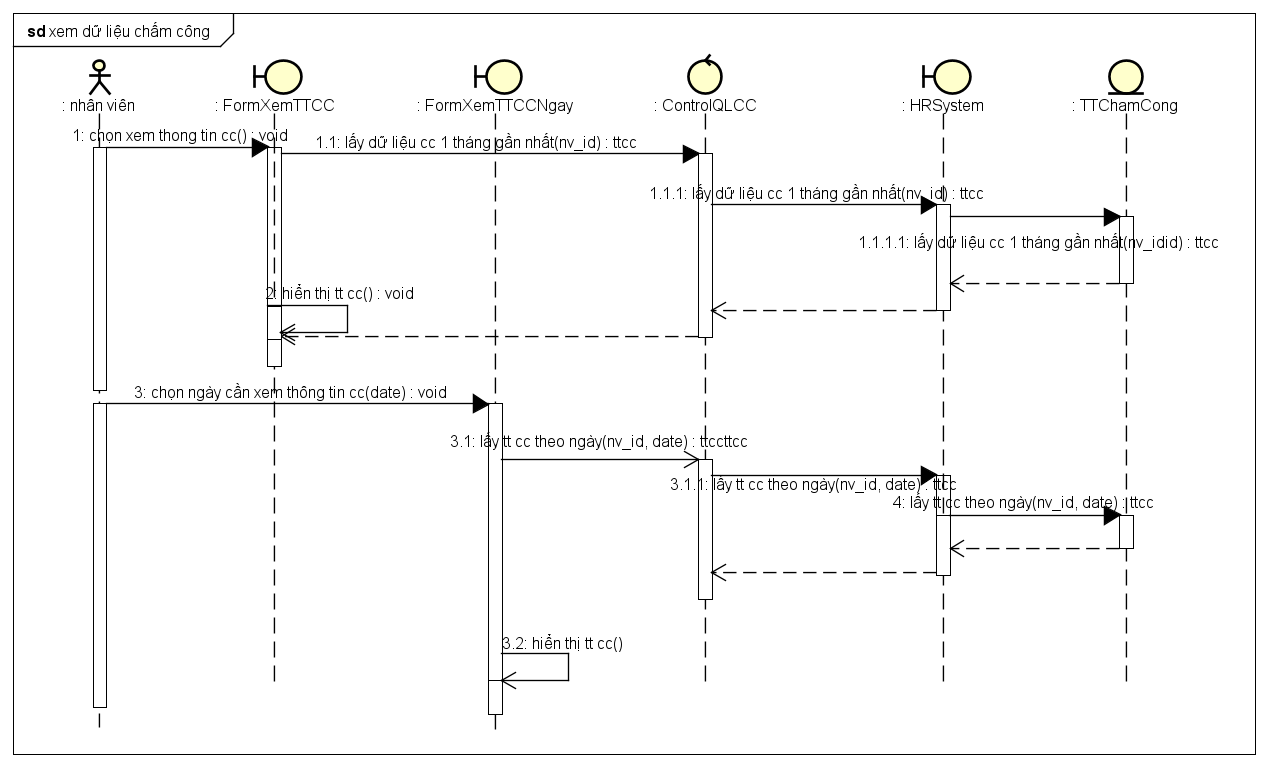 sd xem dữ liệu chấm công
: nhân viên
: FormXemTTCC
: FormXemTTCCNgay
: ControlQLCC
: HRSystem
: TTChamCong
1: chọn xem thong tin cc() : void
1.1: lấy dữ liệu cc 1 tháng gần nhất(nv_id) : ttcc
1.1.1: lấy dữ liệu cc 1 tháng gần nhất(nv_id) : ttcc
1.1.1.1: lấy dữ liệu cc 1 tháng gần nhất(nv_idid) : ttcc
2: hiển thị tt cc() : void
3: chọn ngày cần xem thông tin cc(date) : void
3.1: lấy tt cc theo ngày(nv_id, date) : ttccttcc
3.1.1: lấy tt cc theo ngày(nv_id, date) : ttcc
4: lấy tt cc theo ngày(nv_id, date) : ttcc
3.2: hiển thị tt cc()